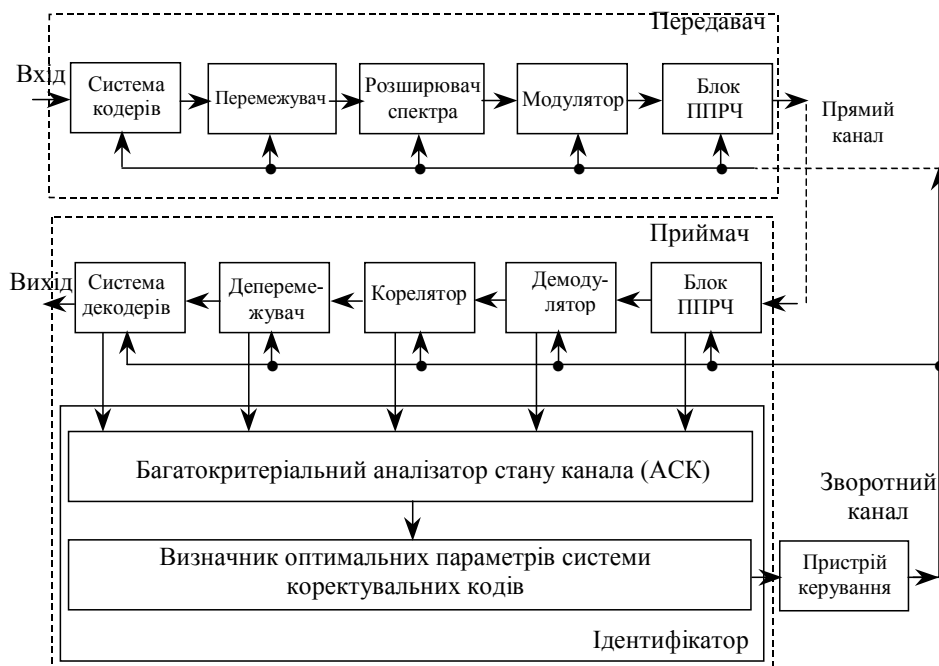 Передавач
Вхід
Система
кодерів
Перемежувач
Розширювач
спектра
Модулятор
Блок
ППРЧ
Прямий
канал
Приймач
Вихід
Система
декодерів
Депереме-
жувач
Корелятор
Демоду-
лятор
Блок
ППРЧ
Багатокритеріальний аналізатор стану канала (АСК)
Зворотний
канал
Визначник оптимальних параметрів системи
коректувальних кодів
Пристрій
керування
Ідентифікатор